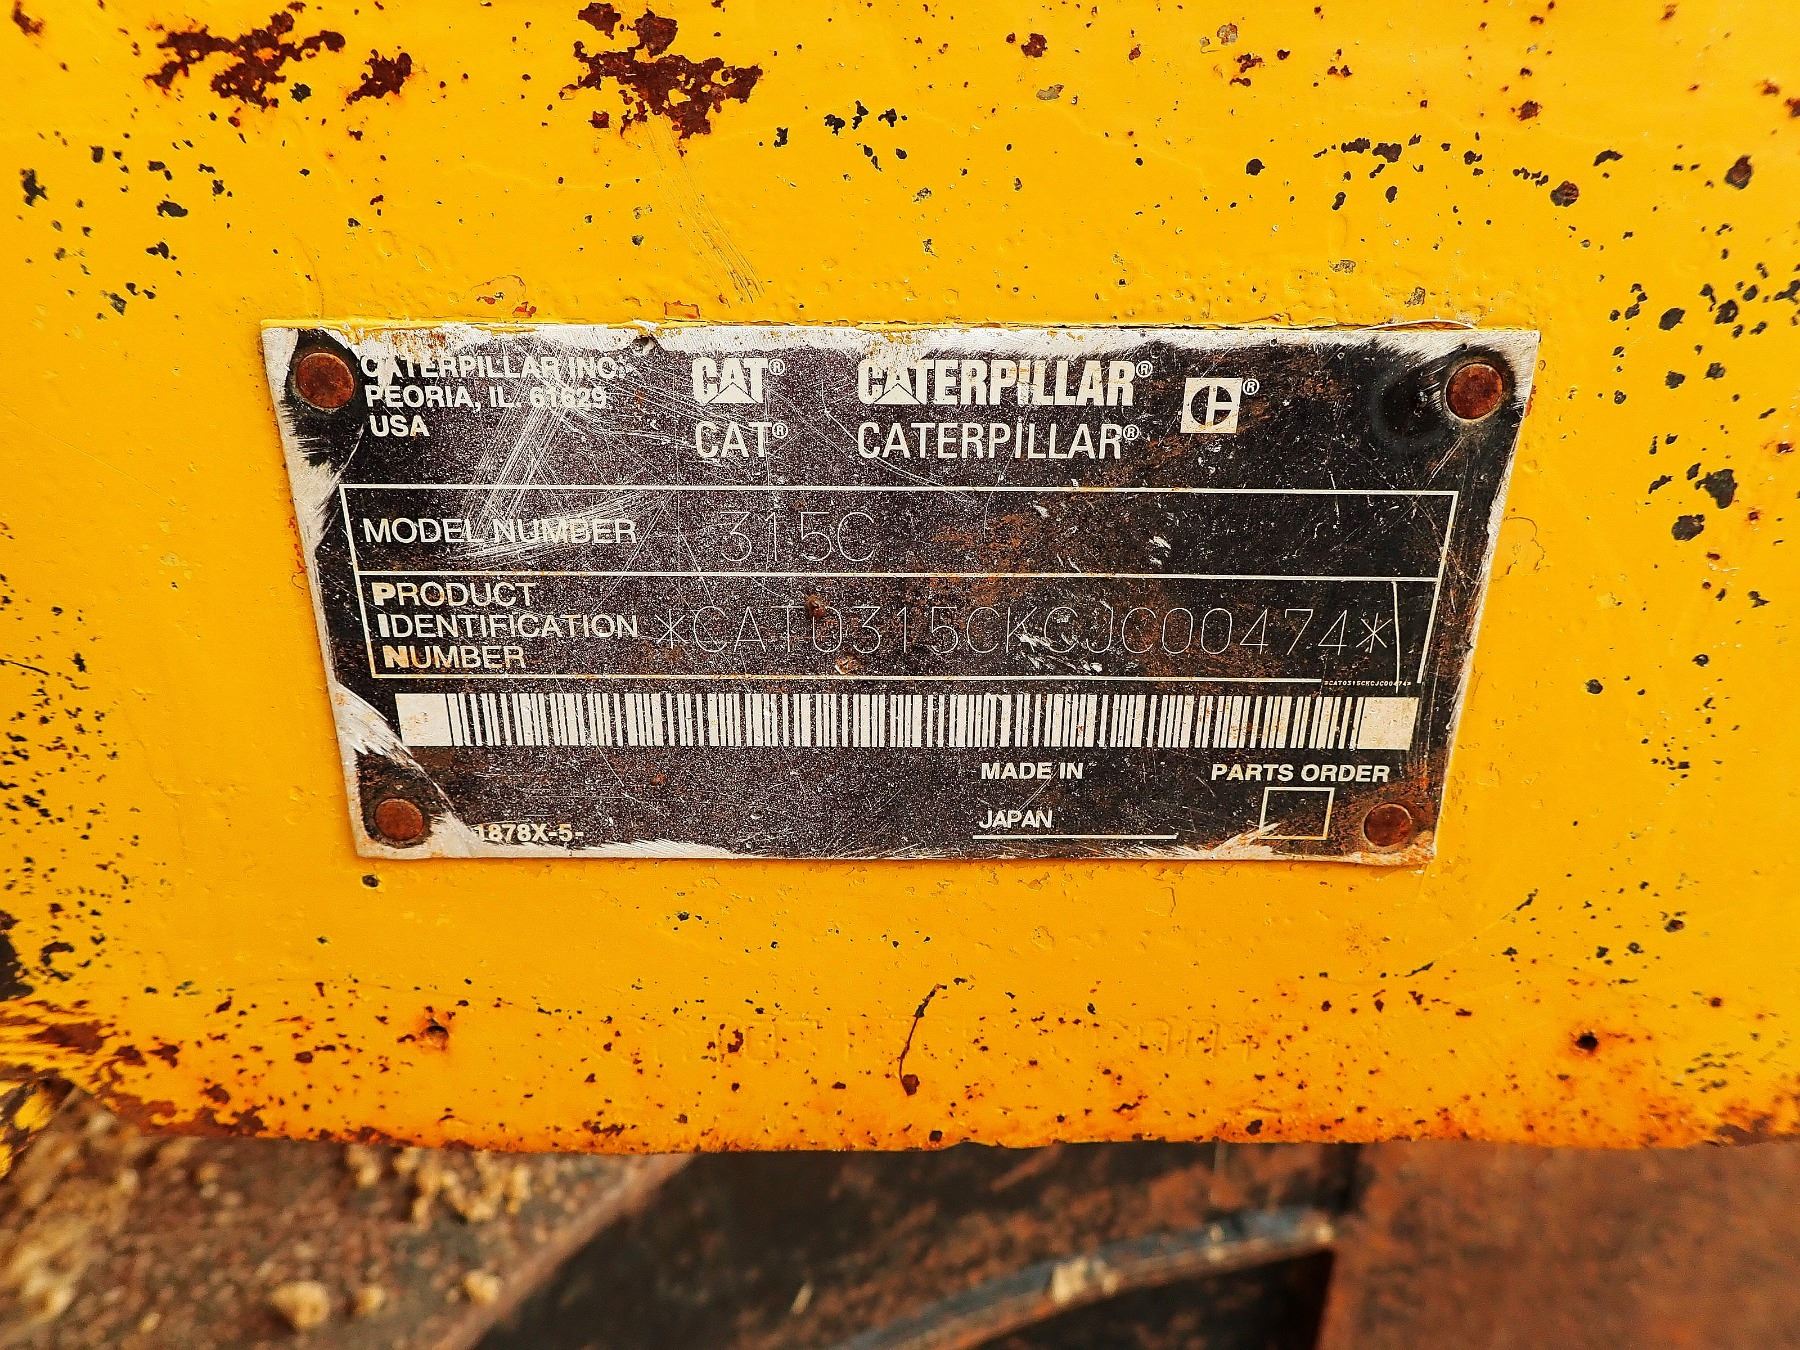 CATERPILLAR INC.
PEORIA, IL. 61629
USA
CAT® CATERPILLAR® ®
CAT® CATERPILLAR®
MODEL NUMBER 315C
PRODUCT
IDENTIFICATION
NUMBER
*CAT0315CKCJC00474*
*CAT0315CKCJC00474*
MADE IN
JAPAN
PARTS ORDER
1878X-5-